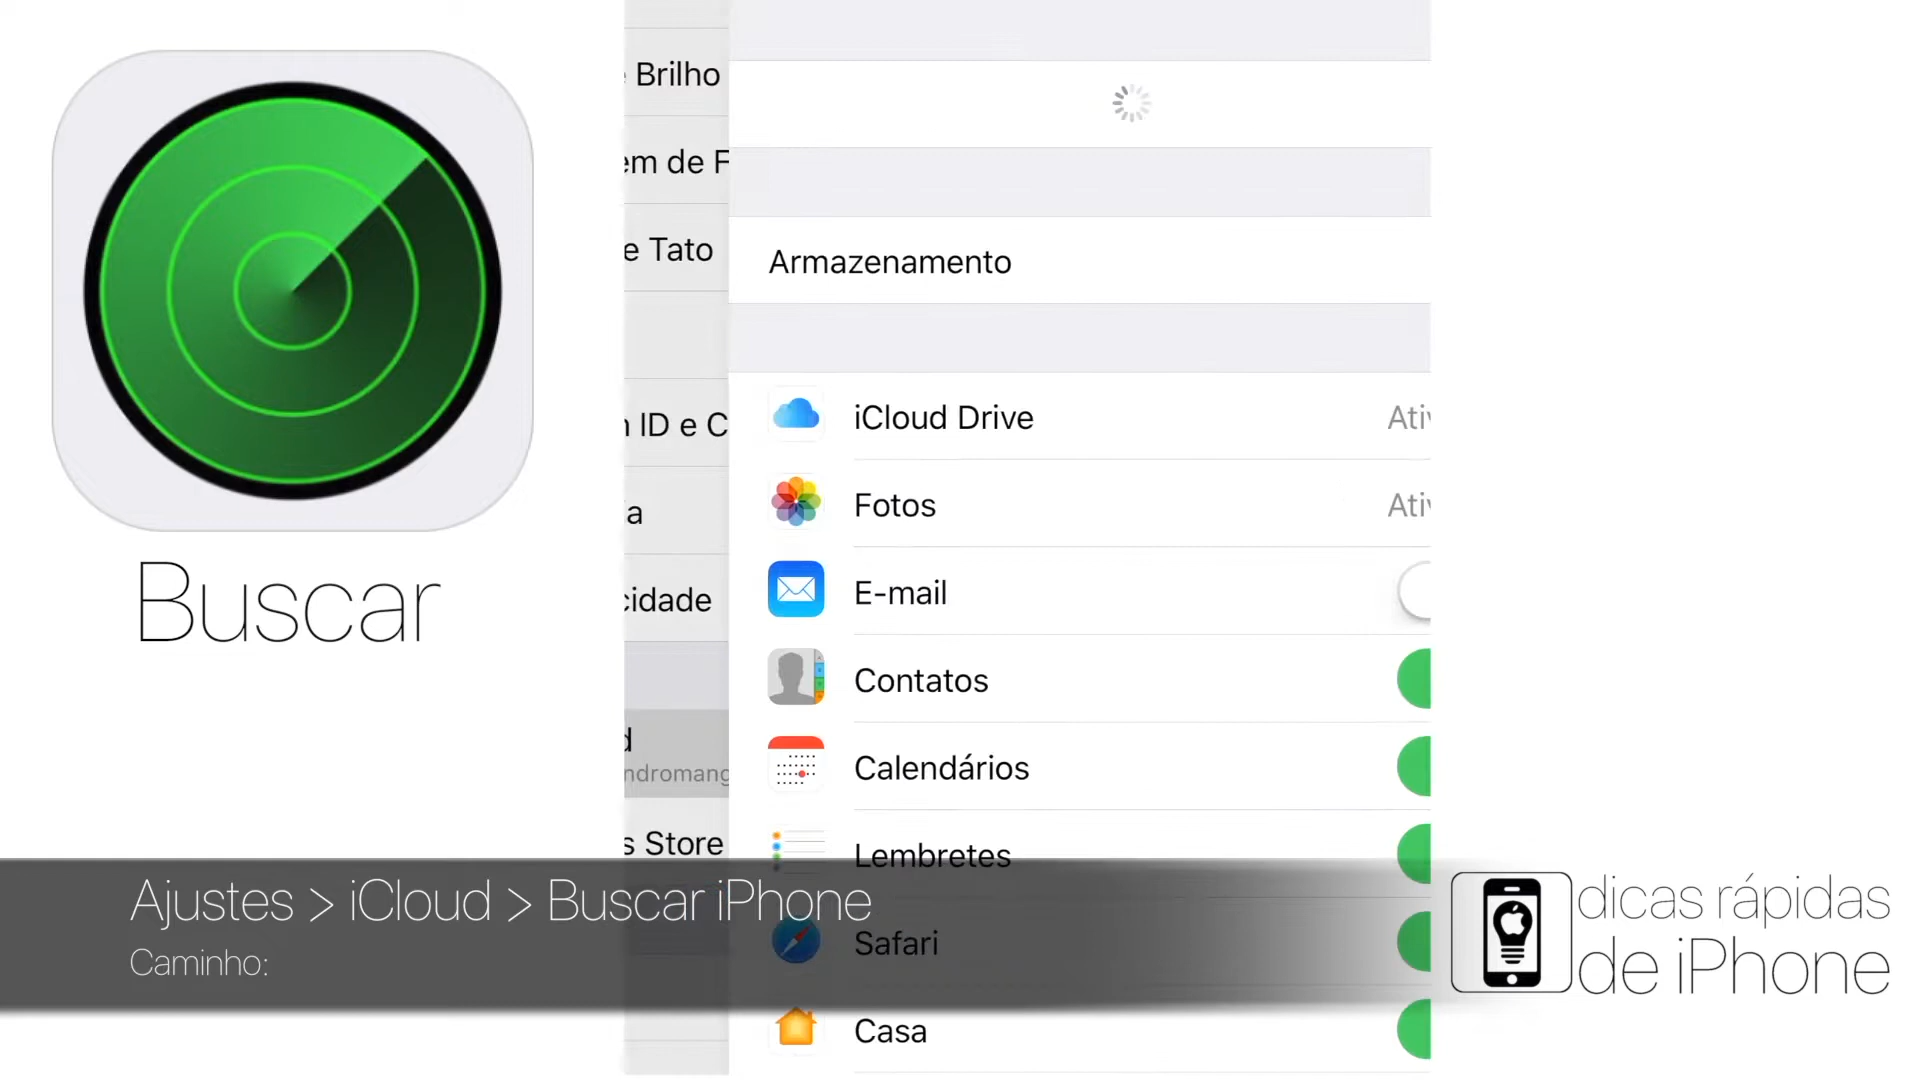 Buscar
Brilho
em de F
e Tato
ID e C
a
cidade
d
ndromang
s Store
Armazenamento
iCloud Drive
Ativ
Fotos
Ativ
E-mail
Contatos
Calendários
Lembretes
Safari
Casa
Ajustes > iCloud > Buscar iPhone
Caminho:
dicas rápidas
de iPhone